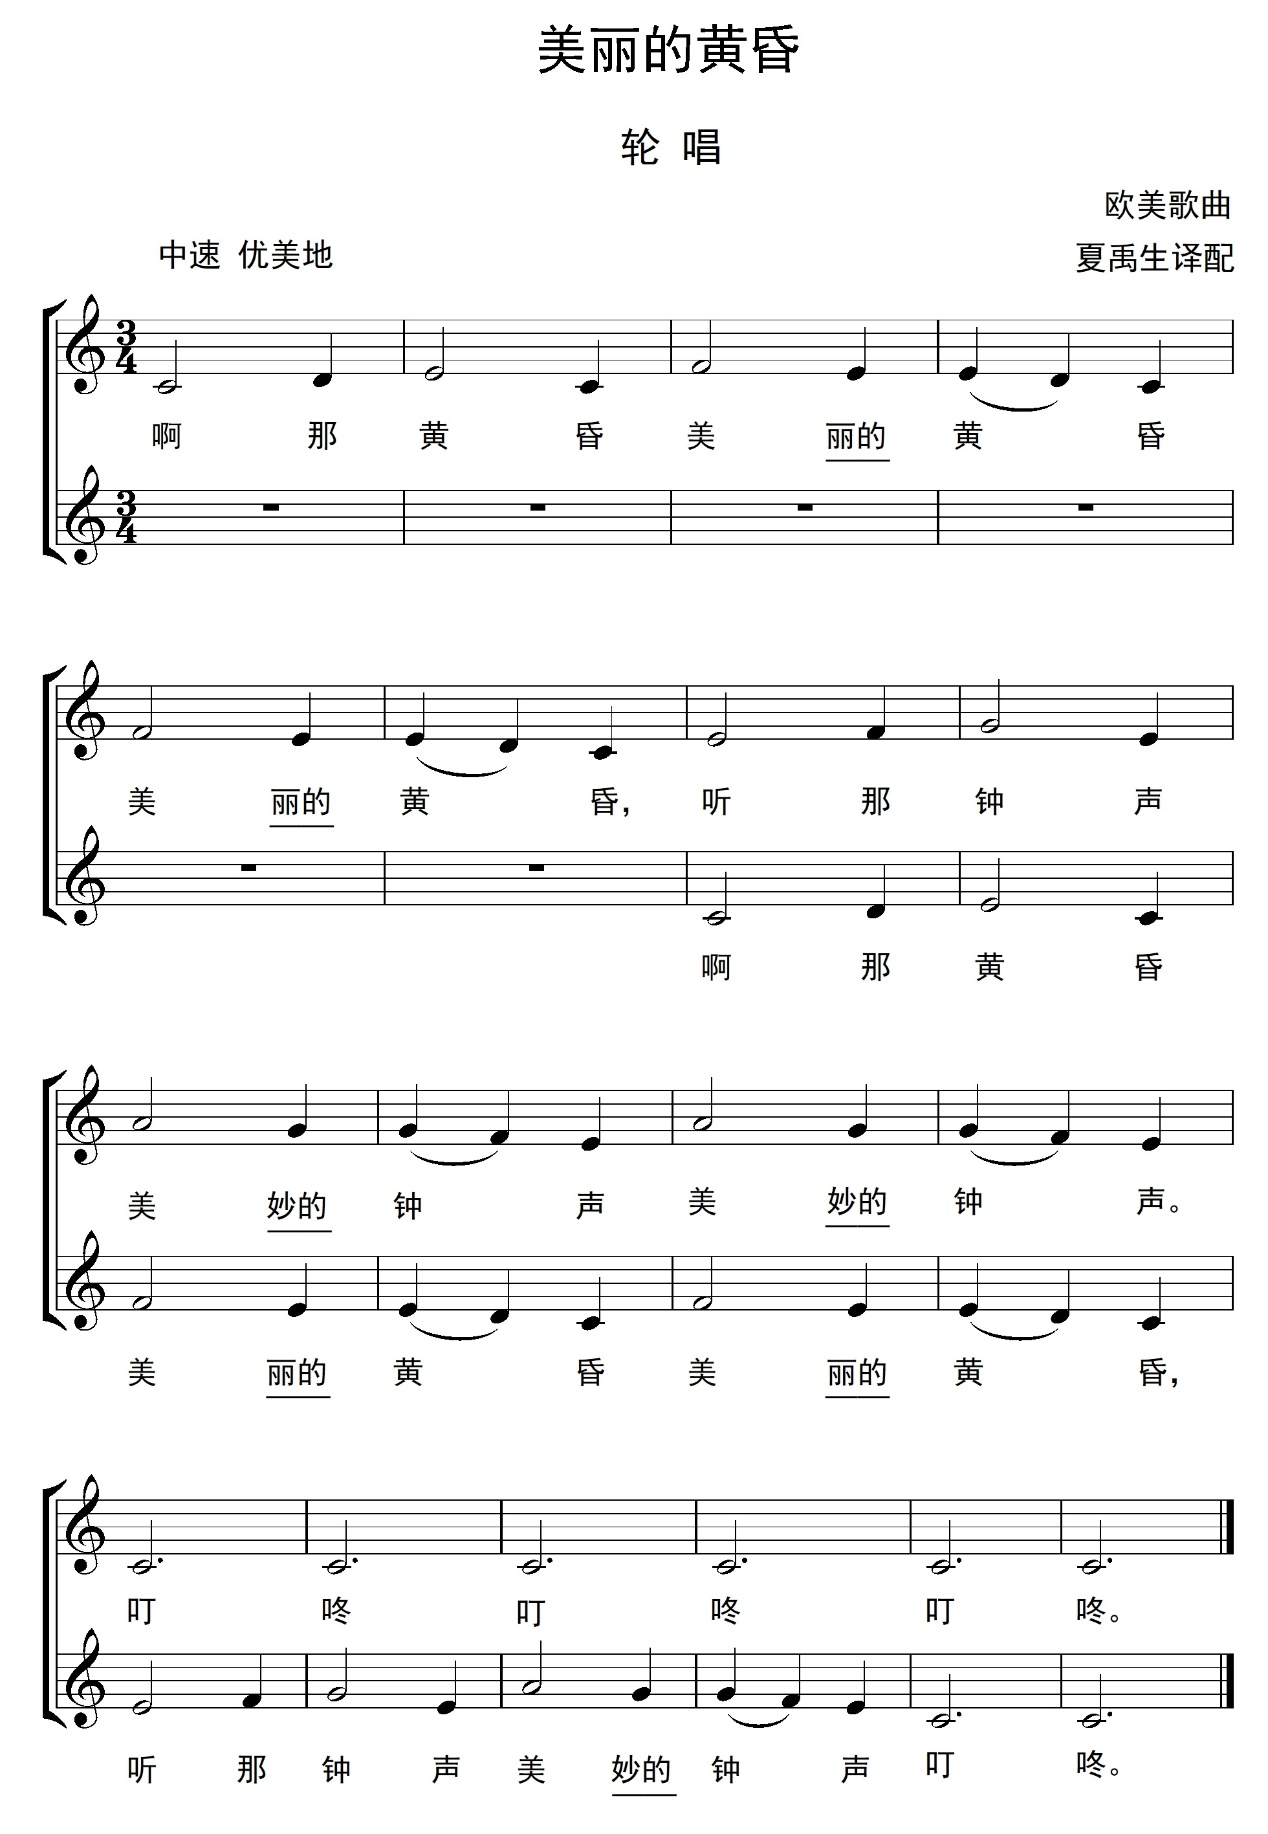 美丽的黄昏
轮 唱
欧美歌曲
中速 优美地
夏禹生译配
3
4
啊 那 黄 昏 美 丽的 黄 昏
3
4
美 丽的 黄 昏, 听 那 钟 声
啊 那 黄 昏
美 妙的 钟 声 美 妙的 钟 声。
美 丽的 黄 昏 美 丽的 黄 昏,
叮 咚 叮 咚 叮 咚。
听 那 钟 声 美 妙的 钟 声 叮 咚。